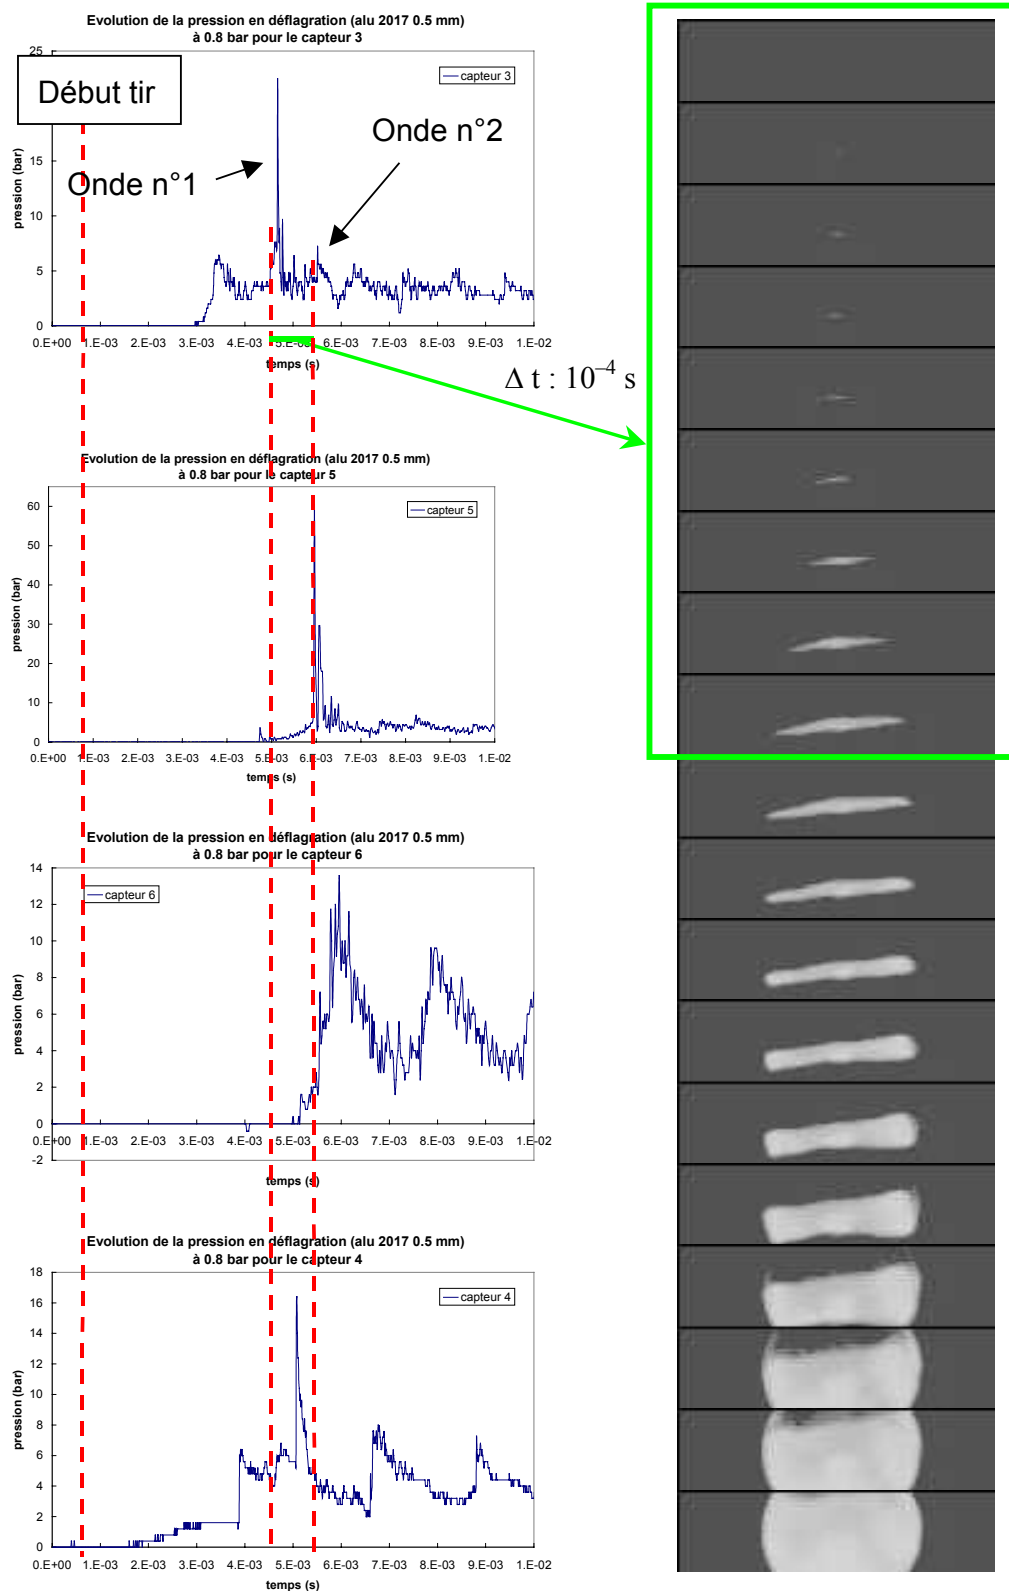 Evolution de la pression en déflagration (alu 2017 0.5 mm)
à 0.8 bar pour le capteur 3
25
Début tir
capteur 3
Onde n°2
15
Onde n°1
10
5
0
pression (bar)
0.E+00 1.E-03 2.E-03 3.E-03 4.E-03 5.E-03 6.E-03 7.E-03 8.E-03 9.E-03 1.E-02
temps (s)
Δ t : 10⁻⁴ s
Evolution de la pression en déflagration (alu 2017 0.5 mm)
à 0.8 bar pour le capteur 5
60
capteur 5
50
40
30
20
10
0
pression (bar)
0.E+00 1.E-03 2.E-03 3.E-03 4.E-03 5.E-03 6.E-03 7.E-03 8.E-03 9.E-03 1.E-02
temps (s)
Evolution de la pression en déflagration (alu 2017 0.5 mm)
à 0.8 bar pour le capteur 6
14
capteur 6
12
10
8
6
4
2
0
-2
pression (bar)
0.E+00 1.E-03 2.E-03 3.E-03 4.E-03 5.E-03 6.E-03 7.E-03 8.E-03 9.E-03 1.E-02
temps (s)
Evolution de la pression en déflagration (alu 2017 0.5 mm)
à 0.8 bar pour le capteur 4
18
capteur 4
16
14
12
10
8
6
4
2
0
pression (bar)
0.E+00 1.E-03 2.E-03 3.E-03 4.E-03 5.E-03 6.E-03 7.E-03 8.E-03 9.E-03 1.E-02
temps (s)